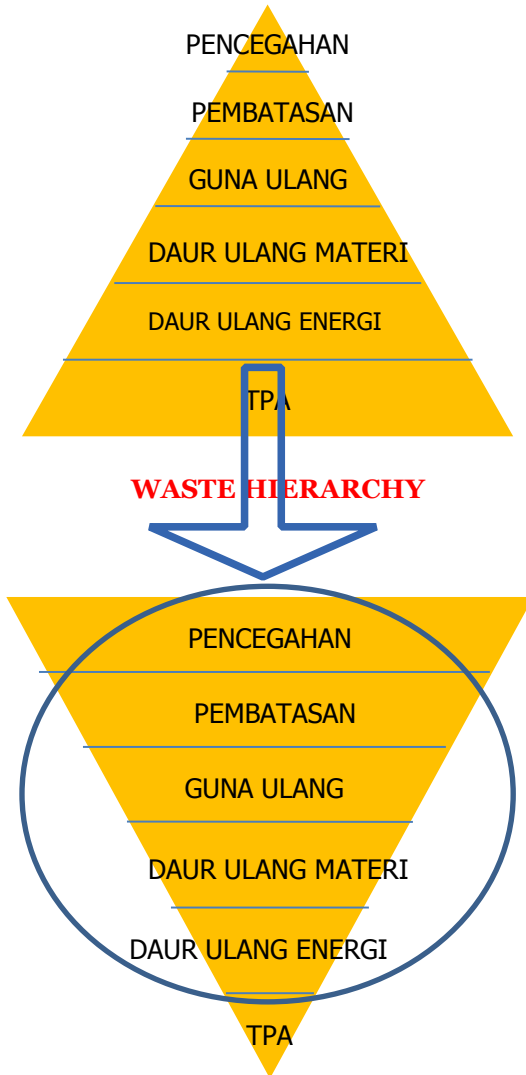 PENCEGAHAN
PEMBATASAN
GUNA ULANG
DAUR ULANG MATERI
DAUR ULANG ENERGI
TPA
WASTE HIERARCHY
PENCEGAHAN
PEMBATASAN
GUNA ULANG
DAUR ULANG MATERI
DAUR ULANG ENERGI
TPA